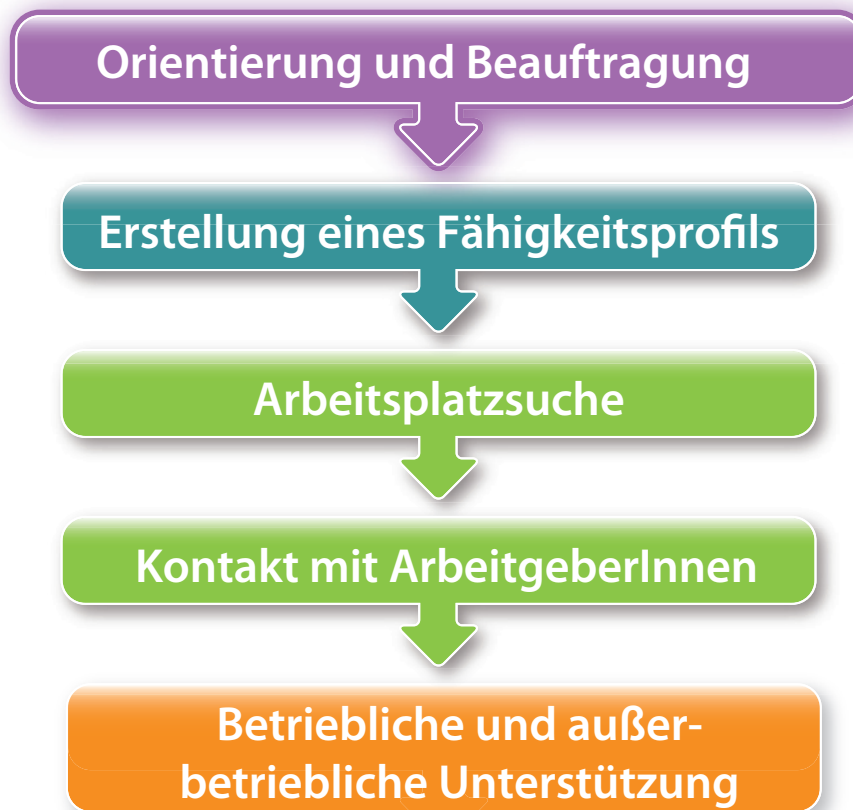 Orientierung und Beauftragung
Erstellung eines Fähigkeitsprofils
Arbeitsplatzsuche
Kontakt mit ArbeitgeberInnen
Betriebliche und außer-
betriebliche Unterstützung